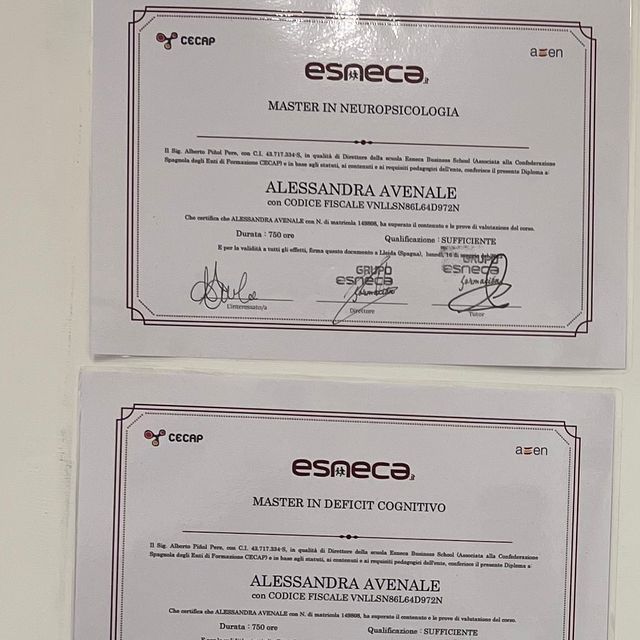 CECAP
aen
esneca.it
MASTER IN NEUROPSICOLOGIA
Il Sig. Alberto Piñol Pere, con C.I. 43.717.334-S, in qualità di Direttore della scuola Esneca Business School (Associata alla Confederazione
Spagnola degli Enti di Formazione CECAP) e in base agli statuti, ai contenuti e ai requisiti pedagogici dell'ente, conferisce il presente Diploma a:
ALESSANDRA AVENALE
con CODICE FISCALE VNLLSN86L64D972N
Che certifica che ALESSANDRA AVENALE con N. di matricola 149808, ha superato il contenuto e le prove di valutazione del corso.
Durata : 750 ore
Qualificazione : SUFFICIENTE
E per la validità a tutti gli effetti, firma questo documento a Lleida (Spagna), lunedì, 16 di
GRUPO
esneca
formación
GRUPO
esneca
formación
L'interessato/a
Direttore
Tutor
CECAP
aen
esneca.it
MASTER IN DEFICIT COGNITIVO
Il Sig. Alberto Piñol Pere, con C.I. 43.717.334-S, in qualità di Direttore della scuola Esneca Business School (Associata alla Confederazione
Spagnola degli Enti di Formazione CECAP) e in base agli statuti, ai contenuti e ai requisiti pedagogici dell'ente, conferisce il presente Diploma a:
ALESSANDRA AVENALE
con CODICE FISCALE VNLLSN86L64D972N
Che certifica che ALESSANDRA AVENALE con N. di matricola 149808, ha superato il contenuto e le prove di valutazione del corso.
Durata : 750 ore
Qualificazione : SUFFICIENTE